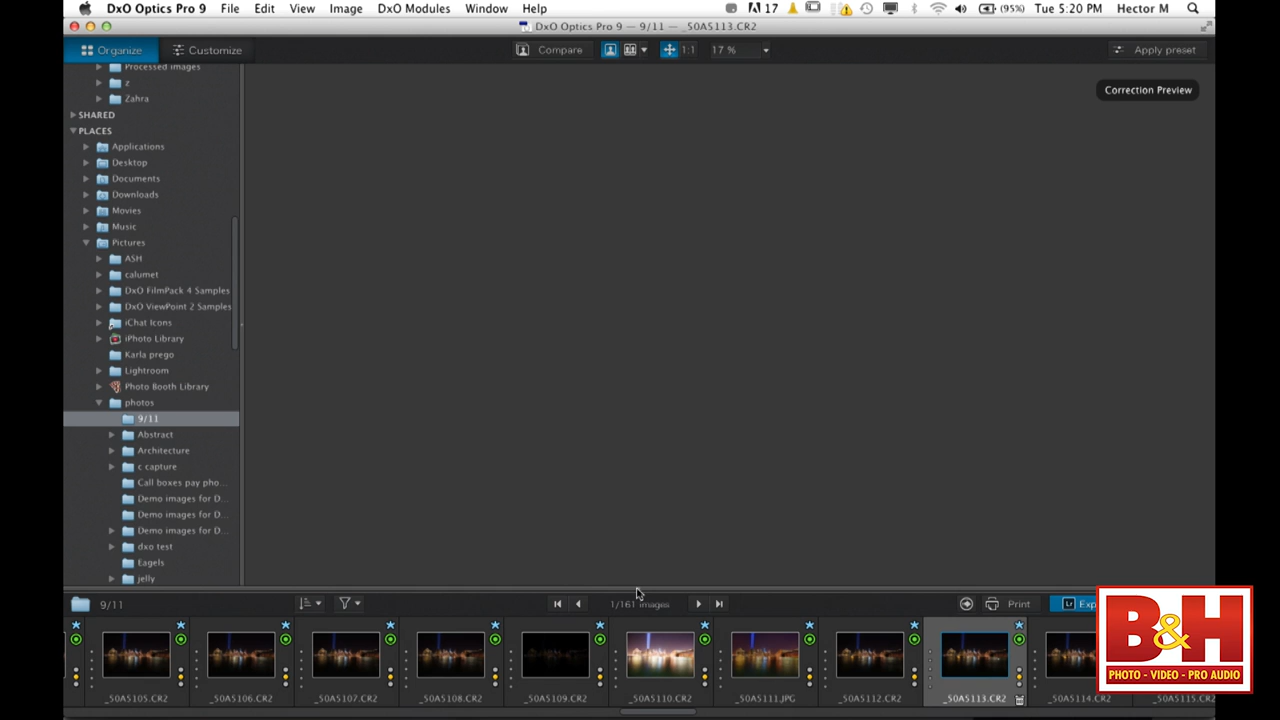 DxO Optics Pro 9 File Edit View Image DxO Modules Window Help 17 (95%) Tue 5:20 PM Hector M
DxO Optics Pro 9 — 9/11 — _50A5113.CR2
Organize Customize Compare 1:1 17 % Apply preset
Correction Preview
Processed images
z
Zahra
SHARED
PLACES
Applications
Desktop
Documents
Downloads
Movies
Music
Pictures
ASH
calumet
DxO FilmPack 4 Samples
DxO ViewPoint 2 Samples
iChat Icons
iPhoto Library
Karla prego
Lightroom
Photo Booth Library
photos
9/11
Abstract
Architecture
c capture
Call boxes pay pho...
Demo images for D...
Demo images for D...
Demo images for D...
dxo test
Eagels
jelly
9/11 1/161 images Print Lr Exp
_50A5105.CR2 _50A5106.CR2 _50A5107.CR2 _50A5108.CR2 _50A5109.CR2 _50A5110.CR2 _50A5111.JPG _50A5112.CR2 _50A5113.CR2 _50A5114.CR2 _50A5115.CR2
B&H
PHOTO - VIDEO - PRO AUDIO